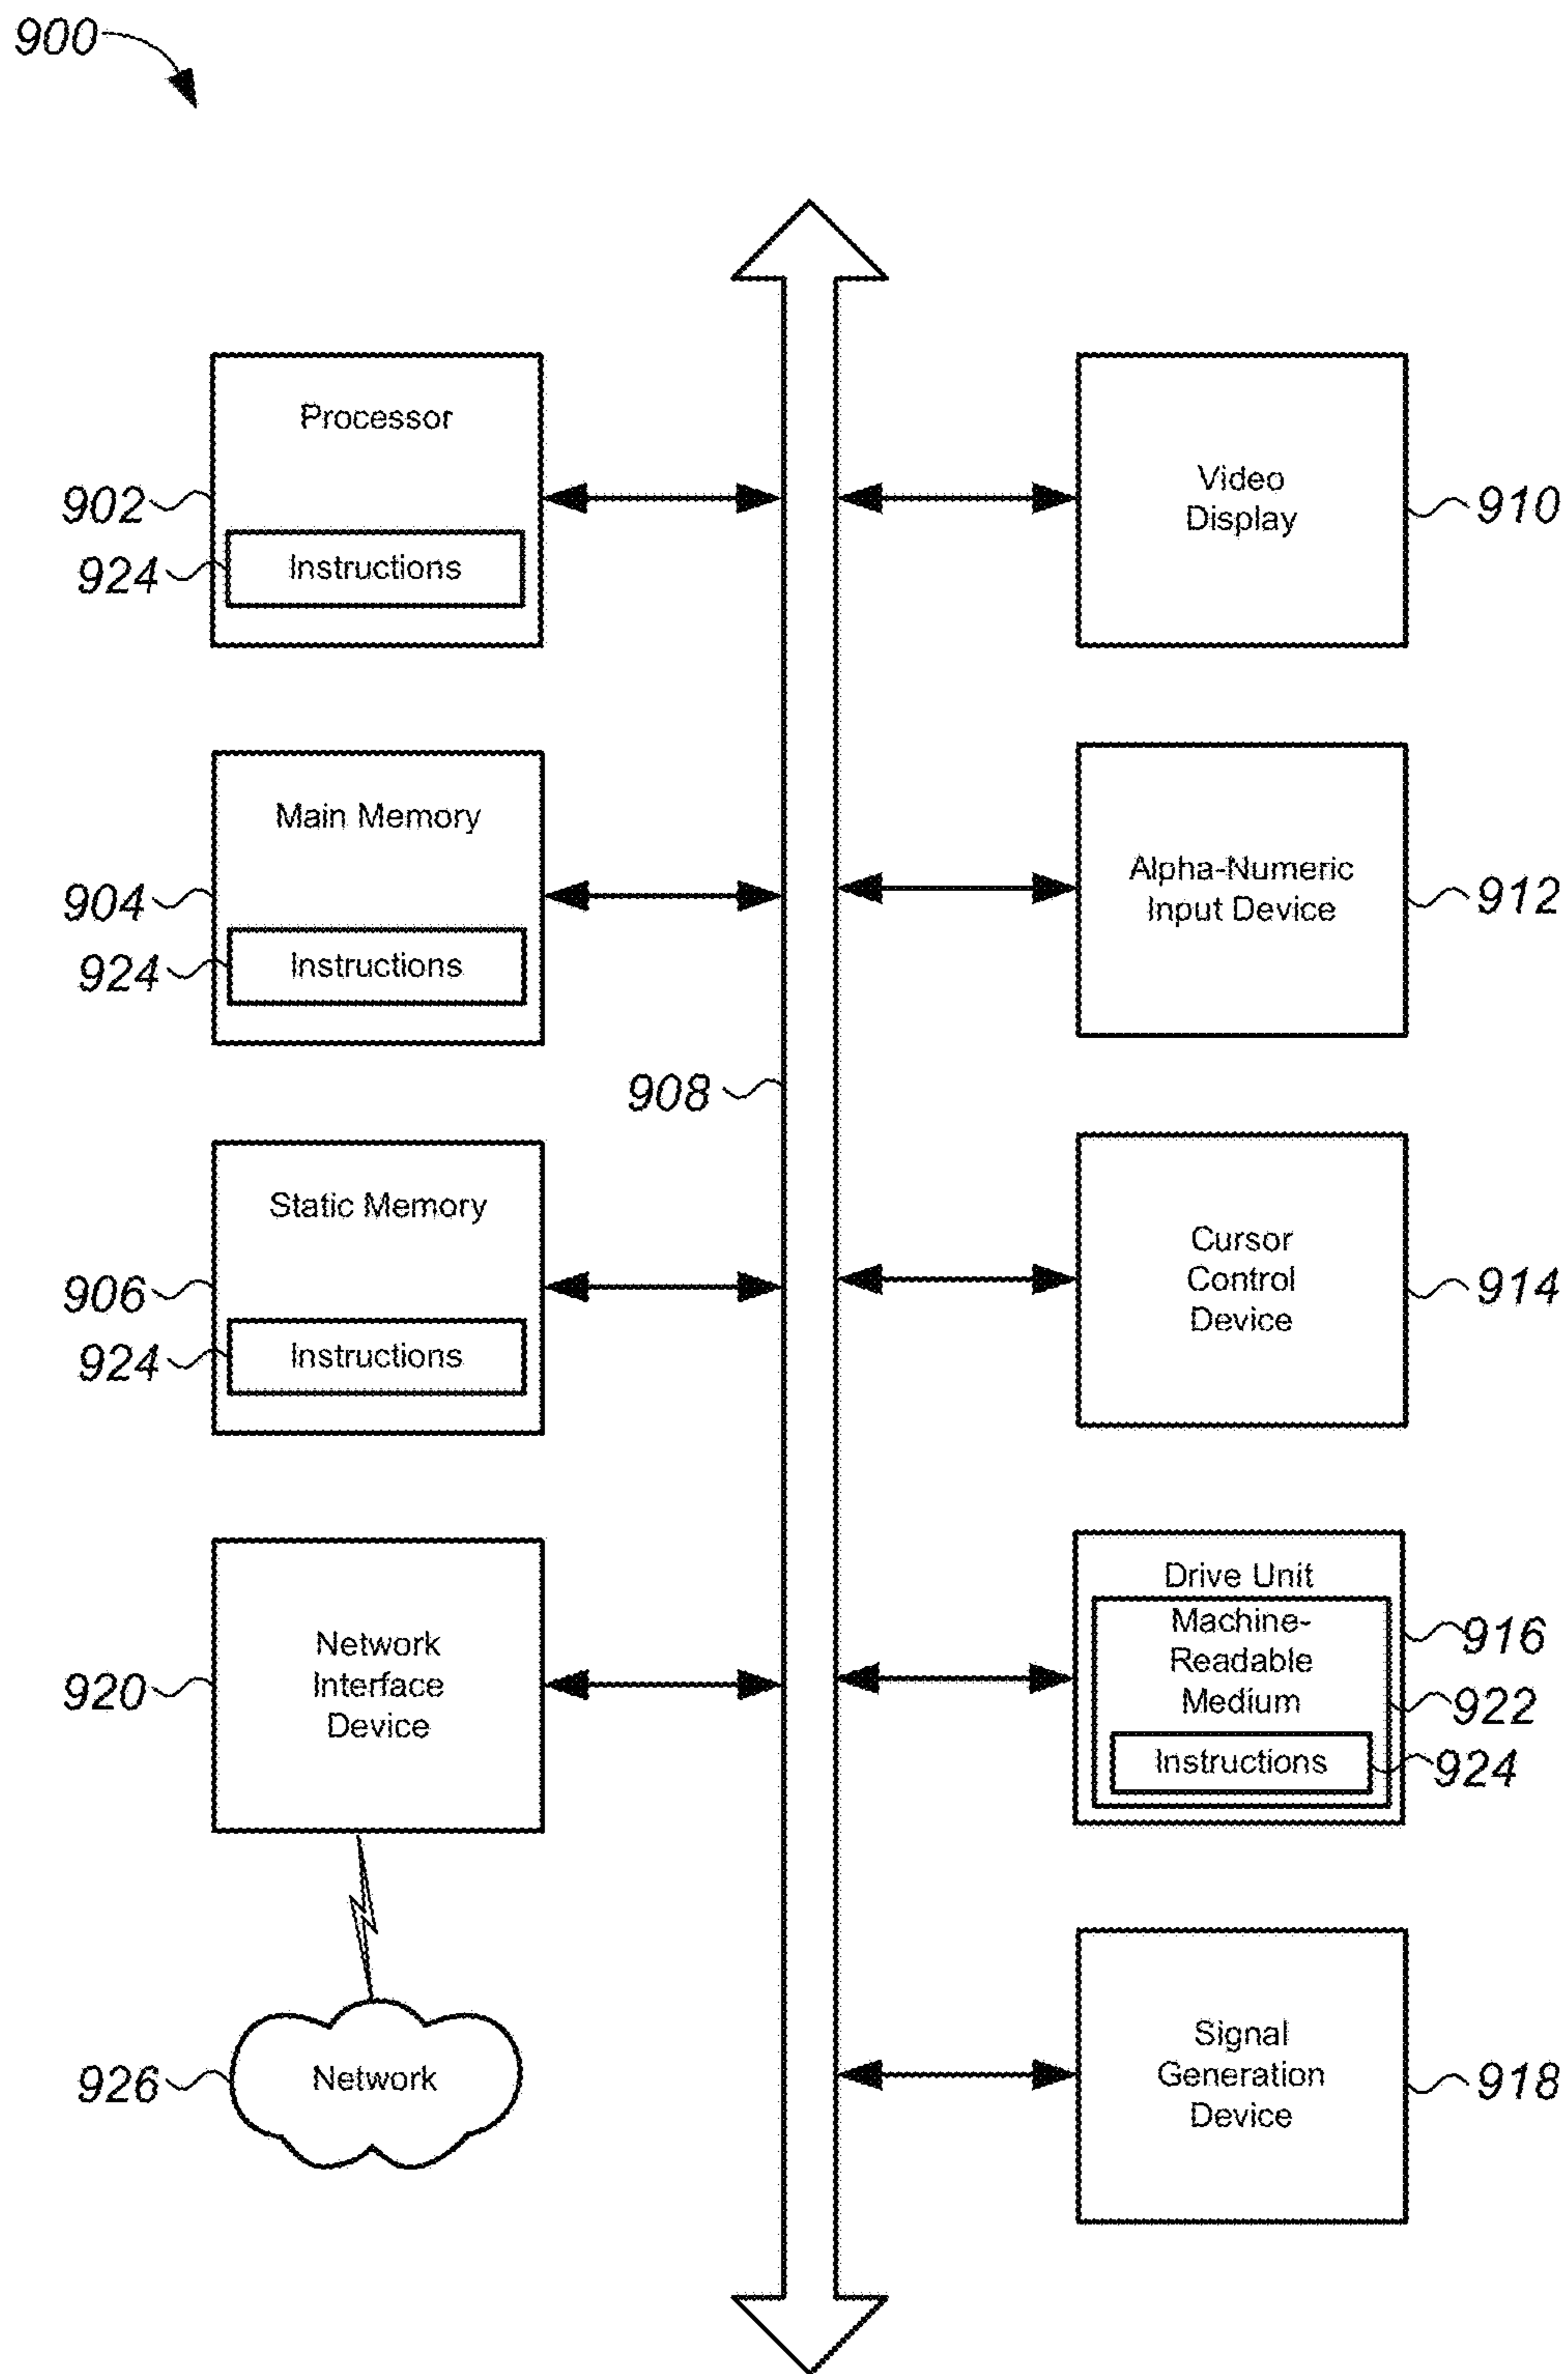 900
Processor
902
924
Instructions
Video
Display
910
Main Memory
904
924
Instructions
Alpha-Numeric
Input Device
912
908
Static Memory
906
924
Instructions
Cursor
Control
Device
914
Network
Interface
Device
920
Drive Unit
Machine-
Readable
Medium
Instructions
916
922
924
Network
926
Signal
Generation
Device
918